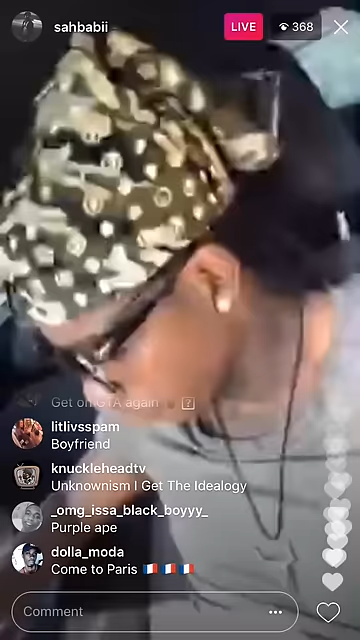 sahbabii
LIVE
368
Get on GTA again
litlivsspam
Boyfriend
knuckleheadtv
Unknownism I Get The Idealogy
_omg_issa_black_boyyy_
Purple ape
dolla_moda
Come to Paris 🇫🇷 🇫🇷 🇫🇷
Comment